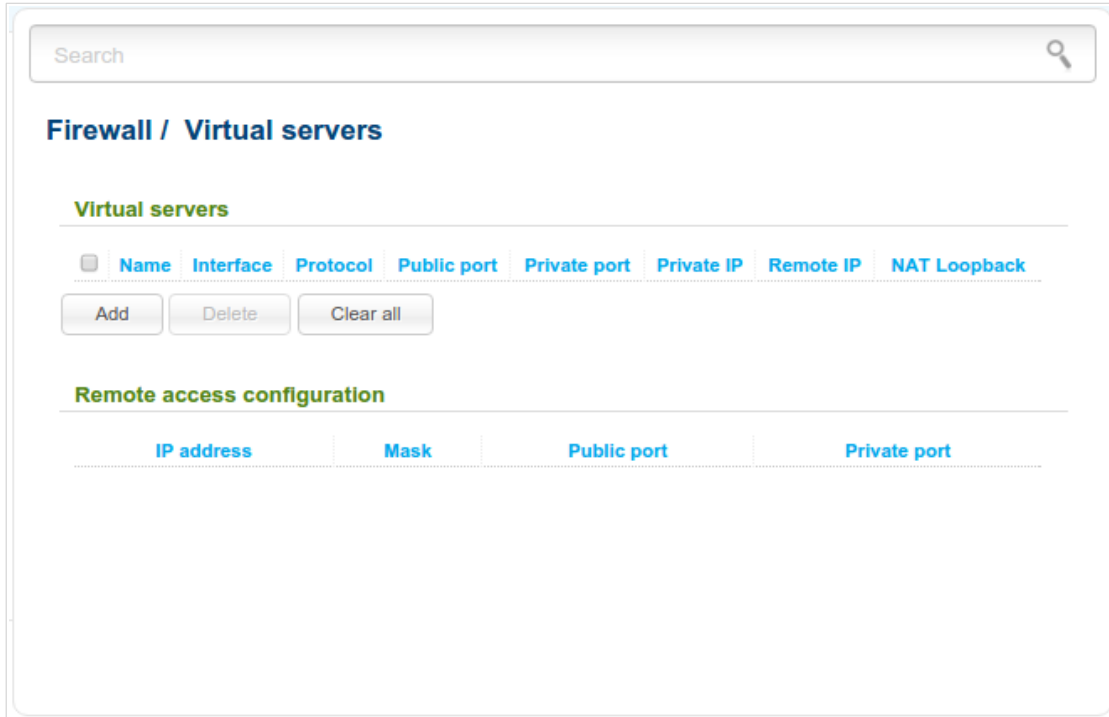 Search
Firewall /  Virtual servers
Virtual servers
Name Interface Protocol Public port Private port Private IP Remote IP NAT Loopback
Add Delete Clear all
Remote access configuration
IP address Mask Public port Private port